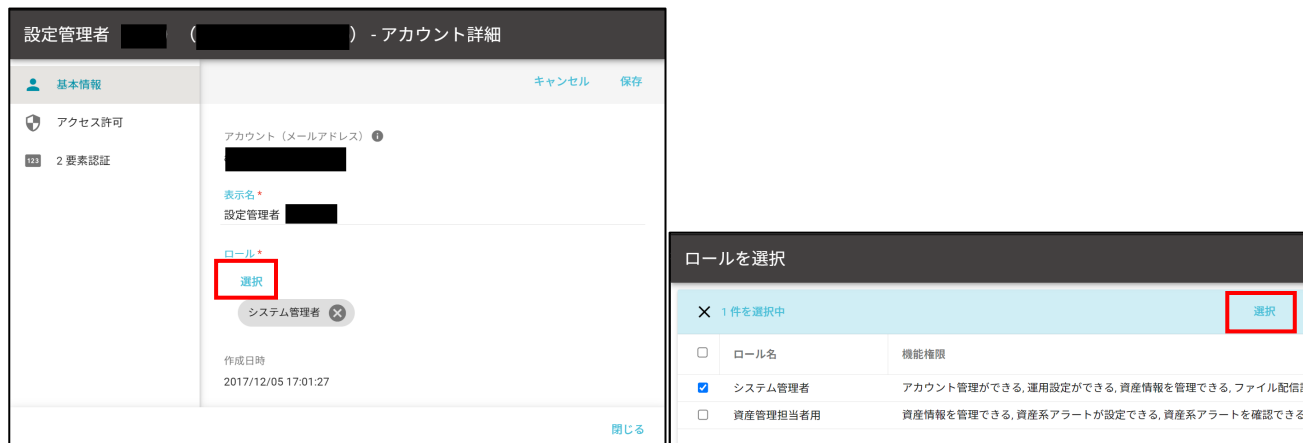 設定管理者 （ ） - アカウント詳細
基本情報
アクセス許可
123 2 要素認証
キャンセル 保存
アカウント（メールアドレス） i
表示名 *
設定管理者
ロール *
選択
システム管理者
作成日時
2017/12/05 17:01:27
閉じる
ロールを選択
1 件を選択中 選択
ロール名 機能権限
システム管理者 アカウント管理ができる, 運用設定ができる, 資産情報を管理できる, ファイル配信
資産管理担当者用 資産情報を管理できる, 資産系アラートが設定できる, 資産系アラートを確認できる